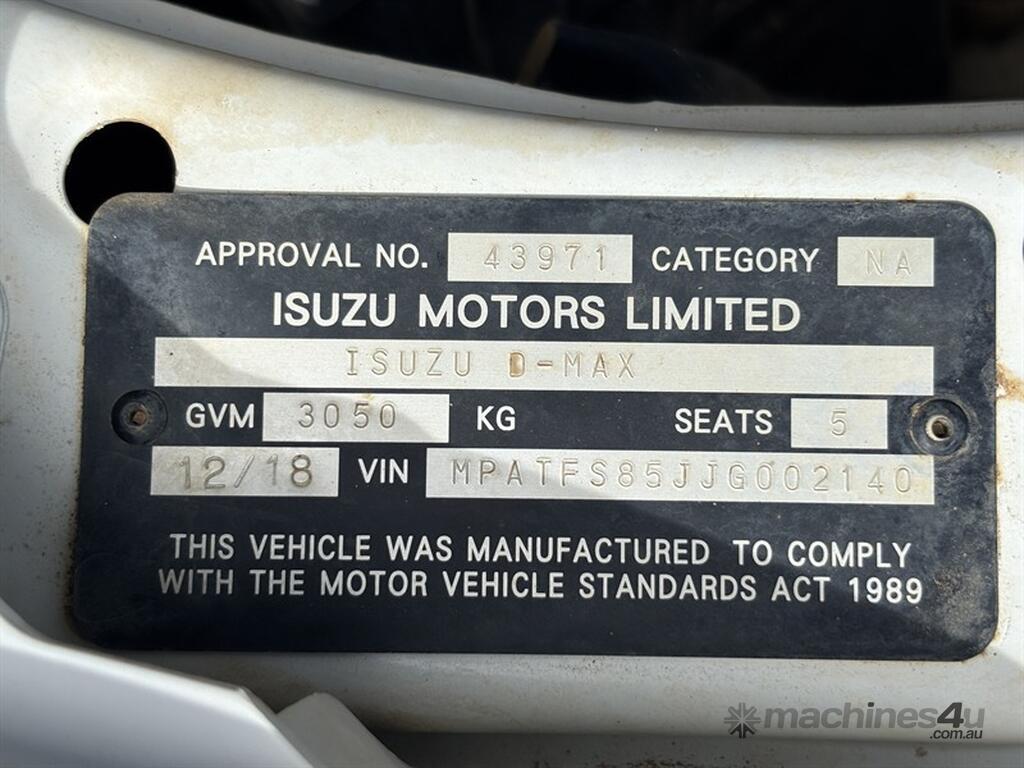 APPROVAL NO. 43971 CATEGORY NA
ISUZU MOTORS LIMITED
ISUZU D-MAX
GVM 3050 KG SEATS 5
12/18 VIN MPATFS85JJG002140
THIS VEHICLE WAS MANUFACTURED TO COMPLY
WITH THE MOTOR VEHICLE STANDARDS ACT 1989
machines4u
.com.au